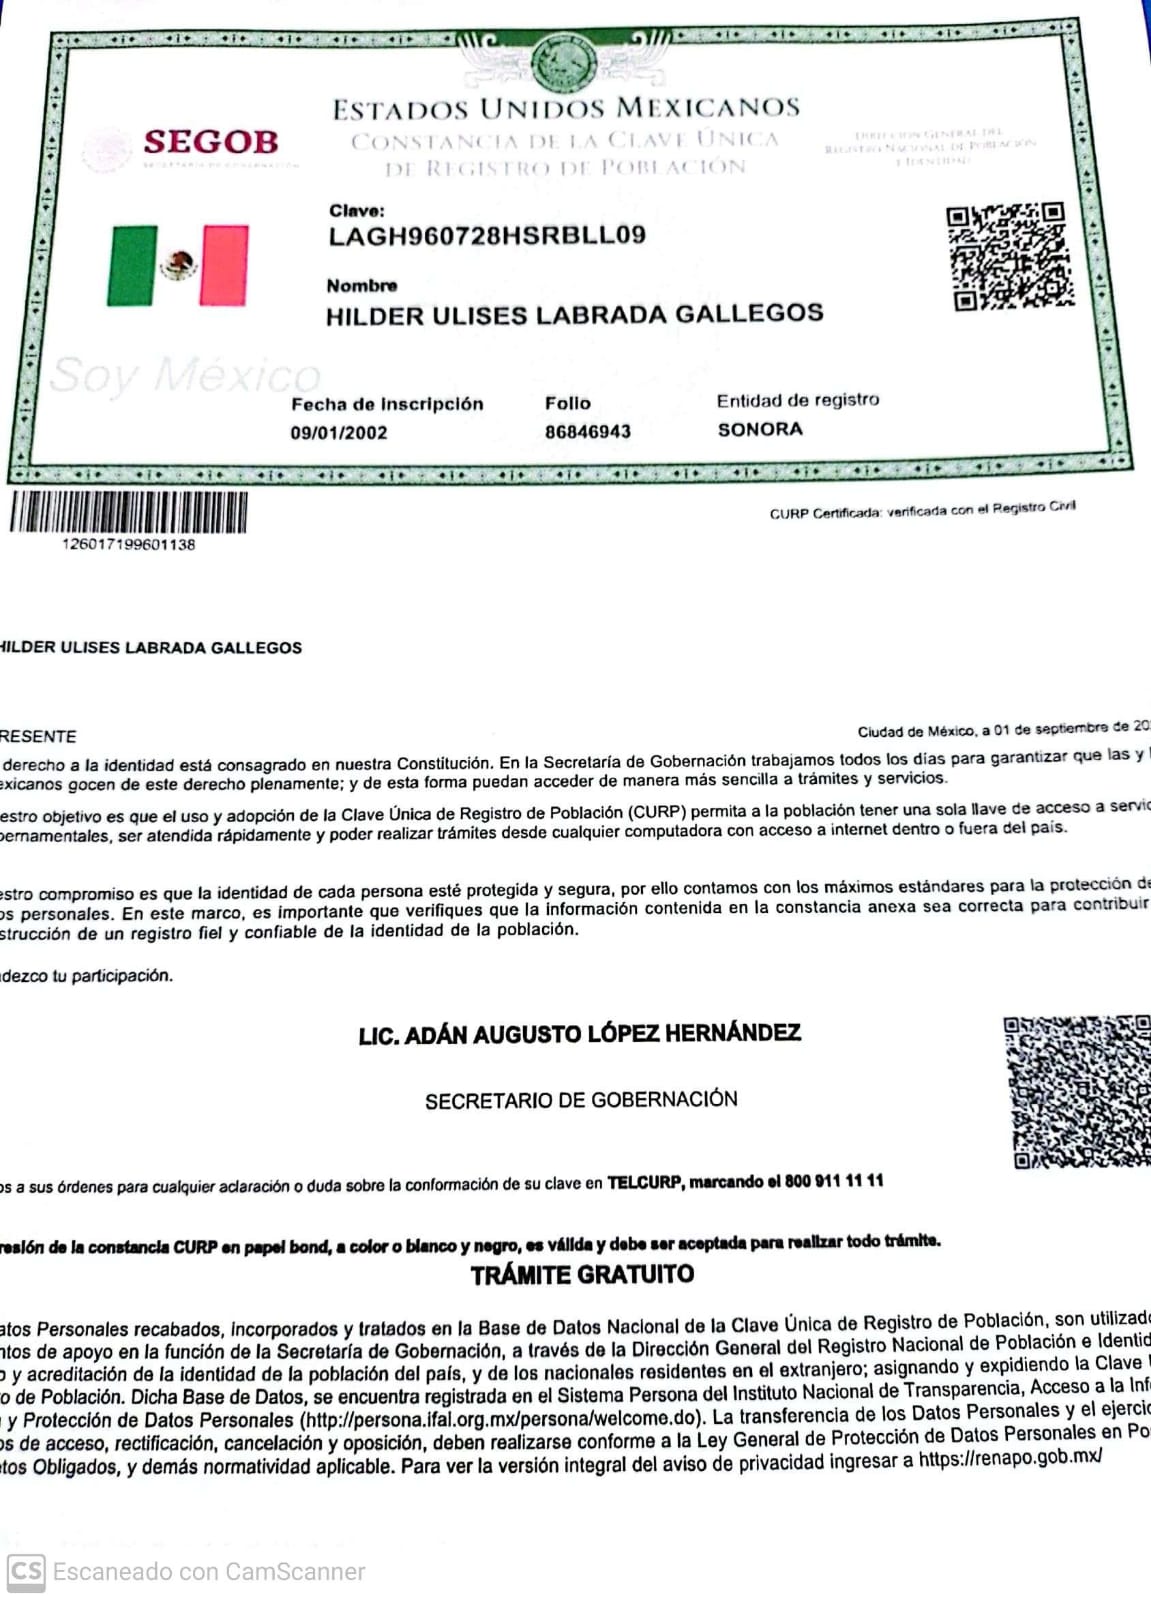 ESTADOS UNIDOS MEXICANOS
SEGOB
CONSTANCIA DE LA CLAVE ÚNICA
DE REGISTRO DE POBLACIÓN
DIRECCIÓN GENERAL DEL
REGISTRO NACIONAL DE POBLACIÓN
E IDENTIDAD
Clave:
LAGH960728HSRBLL09
Nombre
HILDER ULISES LABRADA GALLEGOS
Soy México
Fecha de inscripción Folio Entidad de registro
09/01/2002 86846943 SONORA
CURP Certificada: verificada con el Registro Civil
126017199601138
HILDER ULISES LABRADA GALLEGOS
RESENTE
Ciudad de México, a 01 de septiembre de 20
derecho a la identidad está consagrado en nuestra Constitución. En la Secretaría de Gobernación trabajamos todos los días para garantizar que las y
exicanos gocen de este derecho plenamente; y de esta forma puedan acceder de manera más sencilla a trámites y servicios.
estro objetivo es que el uso y adopción de la Clave Única de Registro de Población (CURP) permita a la población tener una sola llave de acceso a servic
bernamentales, ser atendida rápidamente y poder realizar trámites desde cualquier computadora con acceso a internet dentro o fuera del país.
estro compromiso es que la identidad de cada persona esté protegida y segura, por ello contamos con los máximos estándares para la protección de
os personales. En este marco, es importante que verifiques que la información contenida en la constancia anexa sea correcta para contribuir
strucción de un registro fiel y confiable de la identidad de la población.
dezco tu participación.
LIC. ADÁN AUGUSTO LÓPEZ HERNÁNDEZ
SECRETARIO DE GOBERNACIÓN
os a sus órdenes para cualquier aclaración o duda sobre la conformación de su clave en TELCURP, marcando el 800 911 11 11
resión de la constancia CURP en papel bond, a color o blanco y negro, es válida y debe ser aceptada para realizar todo trámite.
TRÁMITE GRATUITO
atos Personales recabados, incorporados y tratados en la Base de Datos Nacional de la Clave Única de Registro de Población, son utilizado
ntos de apoyo en la función de la Secretaría de Gobernación, a través de la Dirección General del Registro Nacional de Población e Identid
o y acreditación de la identidad de la población del país, y de los nacionales residentes en el extranjero; asignando y expidiendo la Clave
o de Población. Dicha Base de Datos, se encuentra registrada en el Sistema Persona del Instituto Nacional de Transparencia, Acceso a la Inf
y Protección de Datos Personales (http://persona.ifai.org.mx/persona/welcome.do). La transferencia de los Datos Personales y el ejercic
os de acceso, rectificación, cancelación y oposición, deben realizarse conforme a la Ley General de Protección de Datos Personales en Po
etos Obligados, y demás normatividad aplicable. Para ver la versión integral del aviso de privacidad ingresar a https://renapo.gob.mx/
CS Escaneado con CamScanner